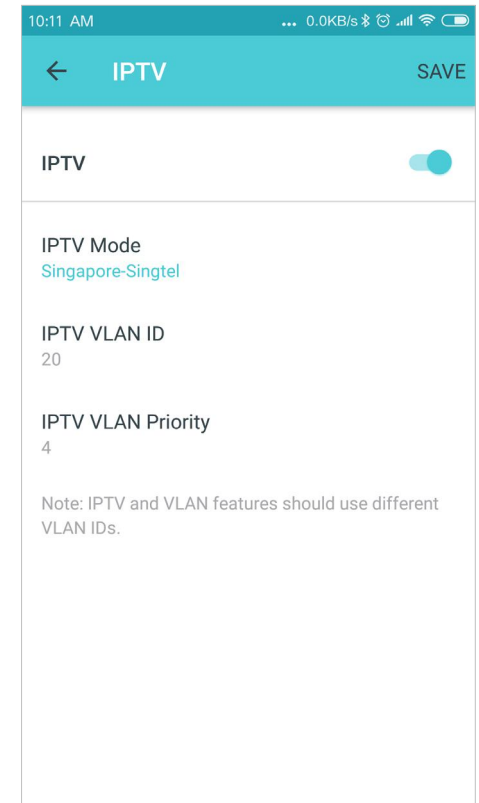 10:11 AM ... 0.0KB/s
IPTV SAVE
IPTV
IPTV Mode
Singapore-Singtel
IPTV VLAN ID
20
IPTV VLAN Priority
4
Note: IPTV and VLAN features should use different
VLAN IDs.